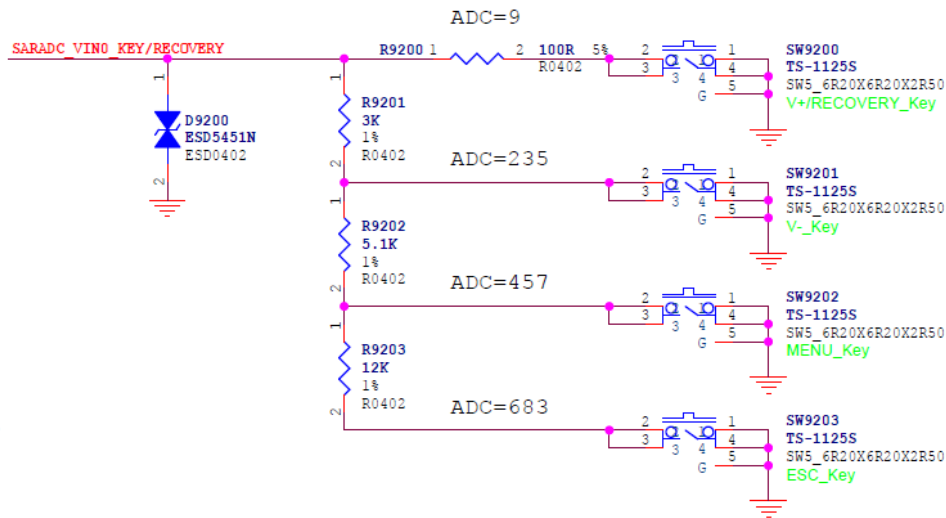 ADC=9
SARADC_VIN0_KEY/RECOVERY
R9200 1 2 100R 5%
R0402
2 1 SW9200
3 4 TS-1125S
3 4
G 5 SW5_6R20X6R20X2R50
V+/RECOVERY_Key
1
D9200
ESD5451N
ESD0402
2
1
R9201
3K
1%
R0402
2
ADC=235
2 1 SW9201
3 4 TS-1125S
3 4
G 5 SW5_6R20X6R20X2R50
V-_Key
1
R9202
5.1K
1%
R0402
2
ADC=457
2 1 SW9202
3 4 TS-1125S
3 4
G 5 SW5_6R20X6R20X2R50
MENU_Key
1
R9203
12K
1%
R0402
2
ADC=683
2 1 SW9203
3 4 TS-1125S
3 4
G 5 SW5_6R20X6R20X2R50
ESC_Key